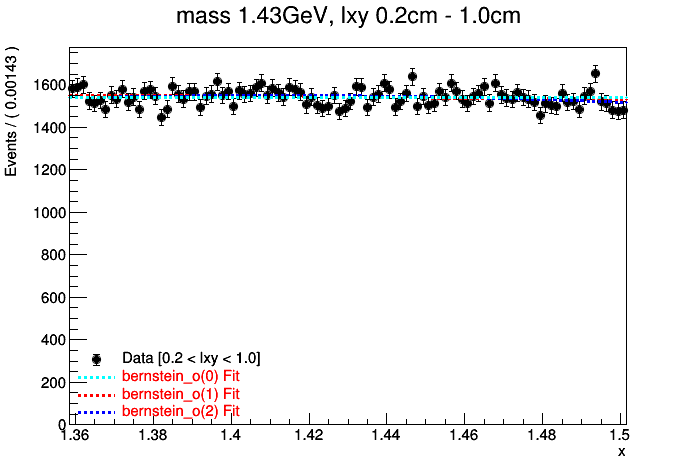 mass 1.43GeV, lxy 0.2cm - 1.0cm
Events / ( 0.00143 )
1600
1400
1200
1000
800
600
400
200
0
Data [0.2 < lxy < 1.0]
bernstein_o(0) Fit
bernstein_o(1) Fit
bernstein_o(2) Fit
1.36 1.38 1.4 1.42 1.44 1.46 1.48 1.5
x